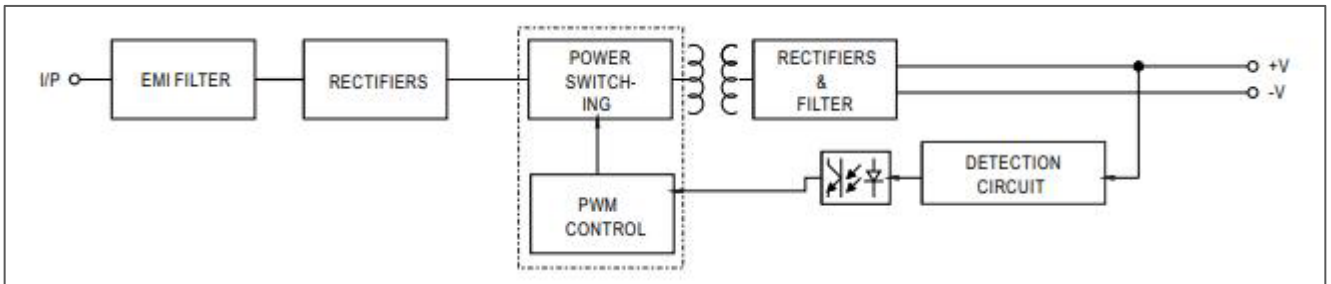 I/P
EMI FILTER
RECTIFIERS
POWER
SWITCH-
ING
RECTIFIERS
&
FILTER
+V
-V
PWM
CONTROL
DETECTION
CIRCUIT